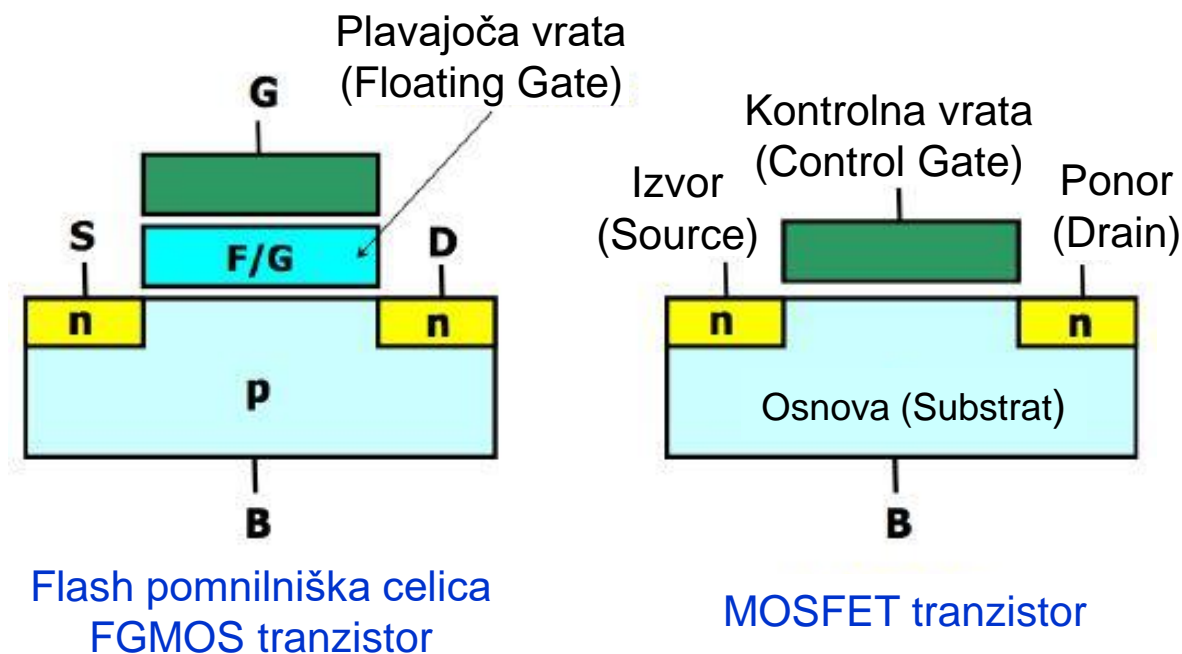 Plavajoča vrata
(Floating Gate)
G
S
F/G
D
n
n
p
B
Flash pomnilniška celica
FGMOS tranzistor
Kontrolna vrata
(Control Gate)
Izvor
(Source)
Ponor
(Drain)
n
n
Osnova (Substrat)
B
MOSFET tranzistor